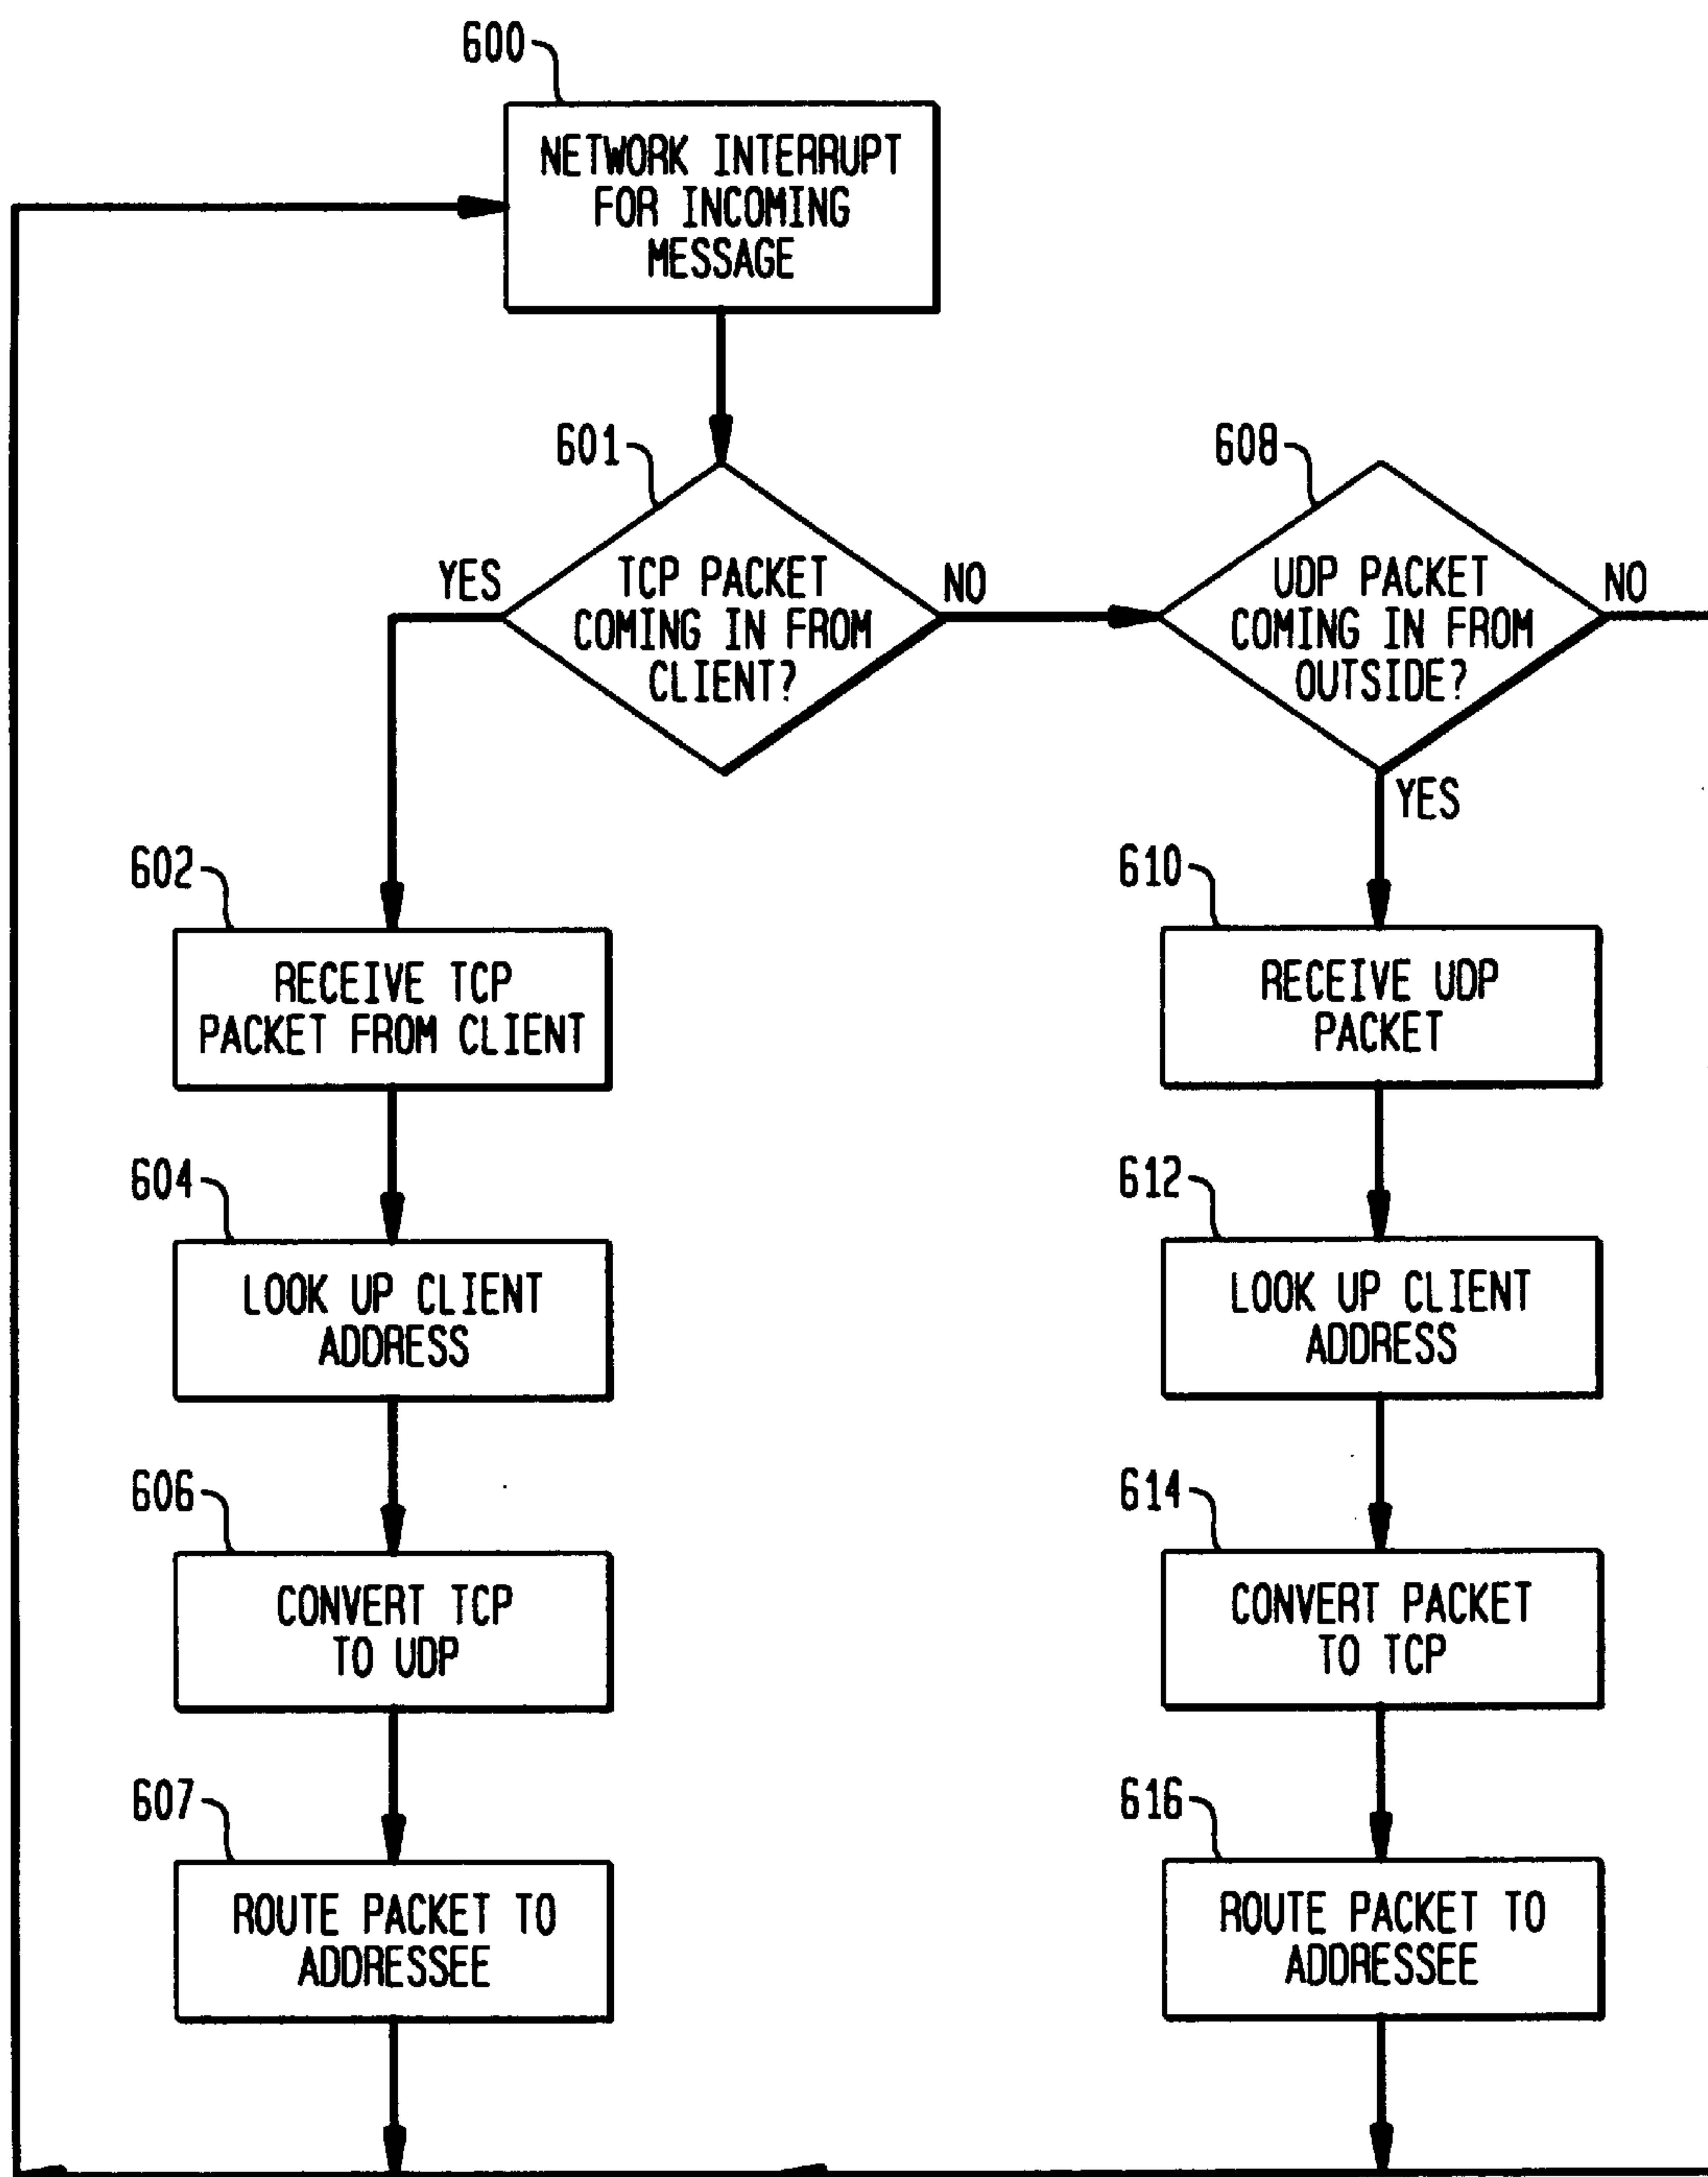 600
NETWORK INTERRUPT
FOR INCOMING
MESSAGE
601
TCP PACKET
COMING IN FROM
CLIENT?
YES
NO
608
UDP PACKET
COMING IN FROM
OUTSIDE?
NO
YES
602
RECEIVE TCP
PACKET FROM CLIENT
604
LOOK UP CLIENT
ADDRESS
606
CONVERT TCP
TO UDP
607
ROUTE PACKET TO
ADDRESSEE
610
RECEIVE UDP
PACKET
612
LOOK UP CLIENT
ADDRESS
614
CONVERT PACKET
TO TCP
616
ROUTE PACKET TO
ADDRESSEE